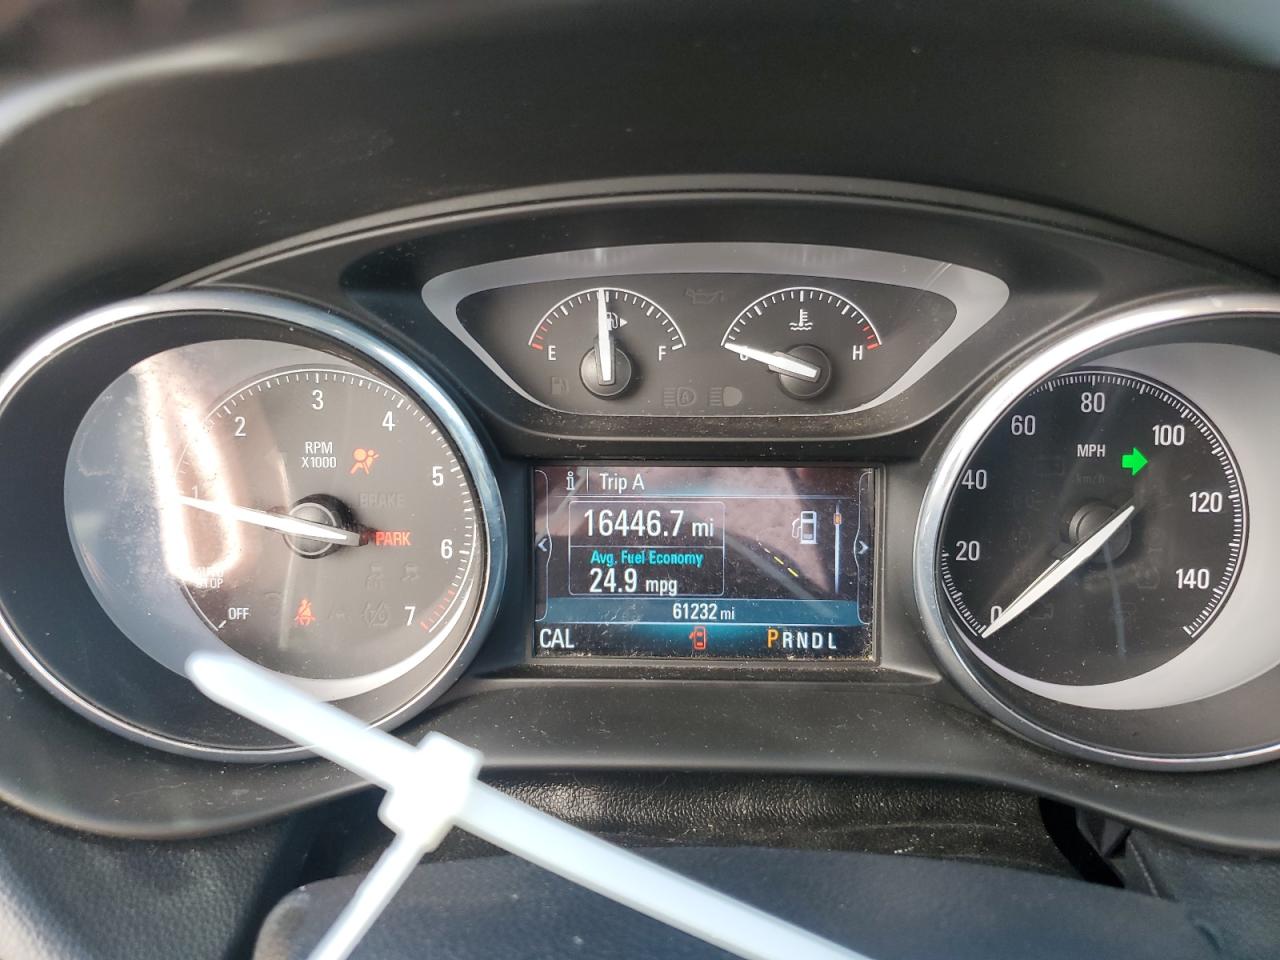 E F
C H
1 2 3 4 5 6 7
RPM
X1000
BRAKE
PARK
AUTO
STOP
OFF
i Trip A
16446.7 mi
Avg. Fuel Economy
24.9 mpg
61232 mi
CAL PRNDL
0 20 40 60 80 100 120 140
MPH
km/h